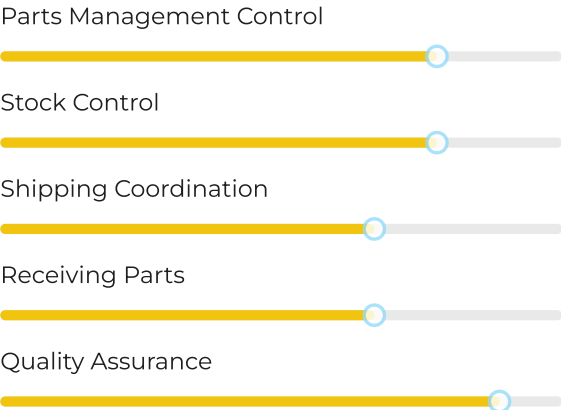 Parts Management Control
Stock Control
Shipping Coordination
Receiving Parts
Quality Assurance